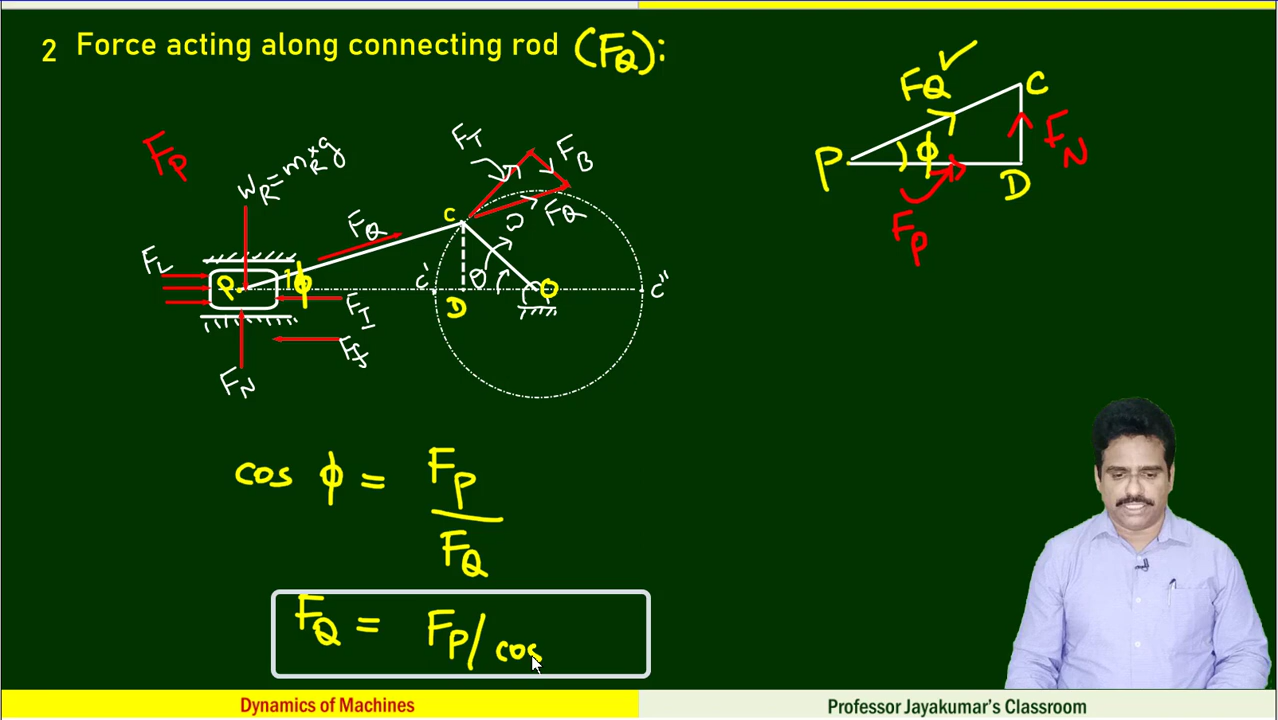 2 Force acting along connecting rod (FQ):
FP
WR = mR × g
FL
FQ
P
ϕ
FI
Ff
FN
C
FT
FB
FQ
ω
θ
C'
D
O
C''
FQ ✓
C
P
ϕ
FN
D
FP
cos ϕ = FP
FQ
FQ = FP/cos
Dynamics of Machines
Professor Jayakumar's Classroom